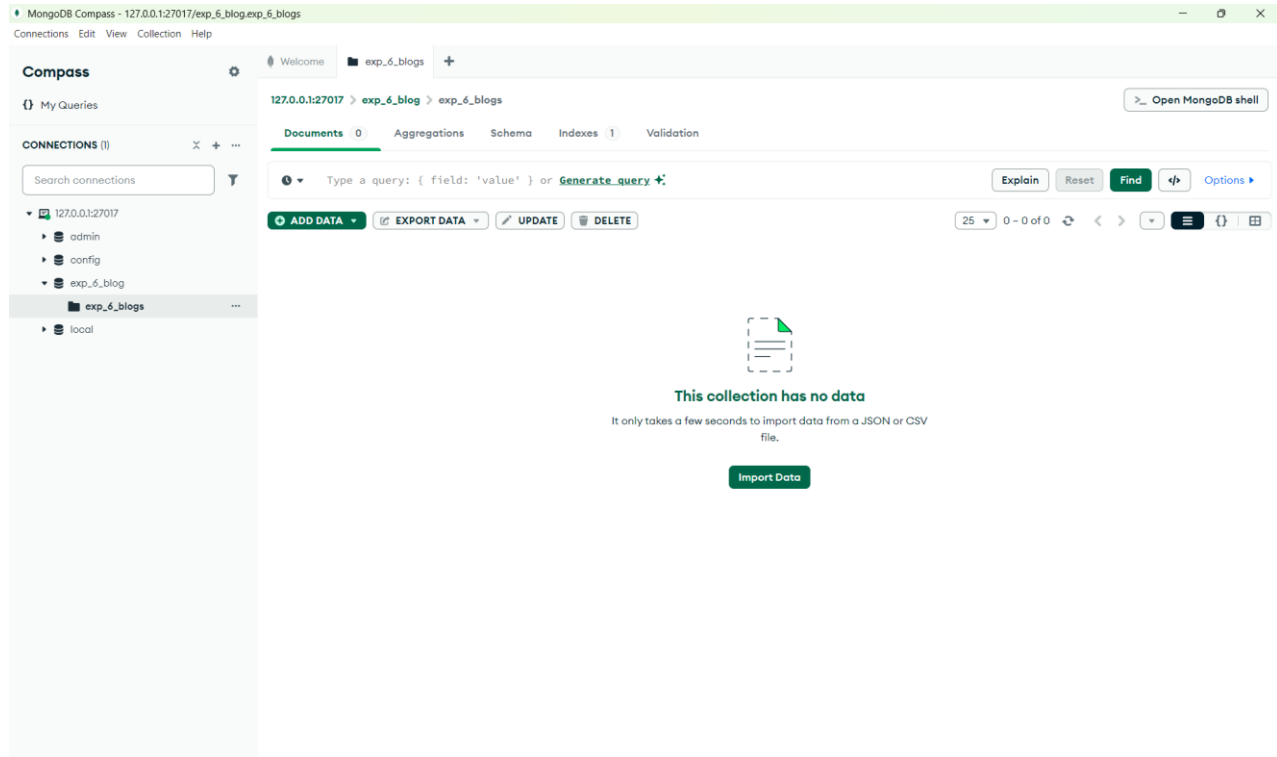 MongoDB Compass - 127.0.0.1:27017/exp_6_blog.exp_6_blogs
Connections Edit View Collection Help
Compass
{} My Queries
CONNECTIONS (1)
Search connections
127.0.0.1:27017
admin
config
exp_6_blog
exp_6_blogs
local
Welcome exp_6_blogs
127.0.0.1:27017 > exp_6_blog > exp_6_blogs
>_ Open MongoDB shell
Documents 0 Aggregations Schema Indexes 1 Validation
Type a query: { field: 'value' } or Generate query
Explain Reset Find </> Options
ADD DATA EXPORT DATA UPDATE DELETE
25 0 – 0 of 0 {}
This collection has no data
It only takes a few seconds to import data from a JSON or CSV
file.
Import Data